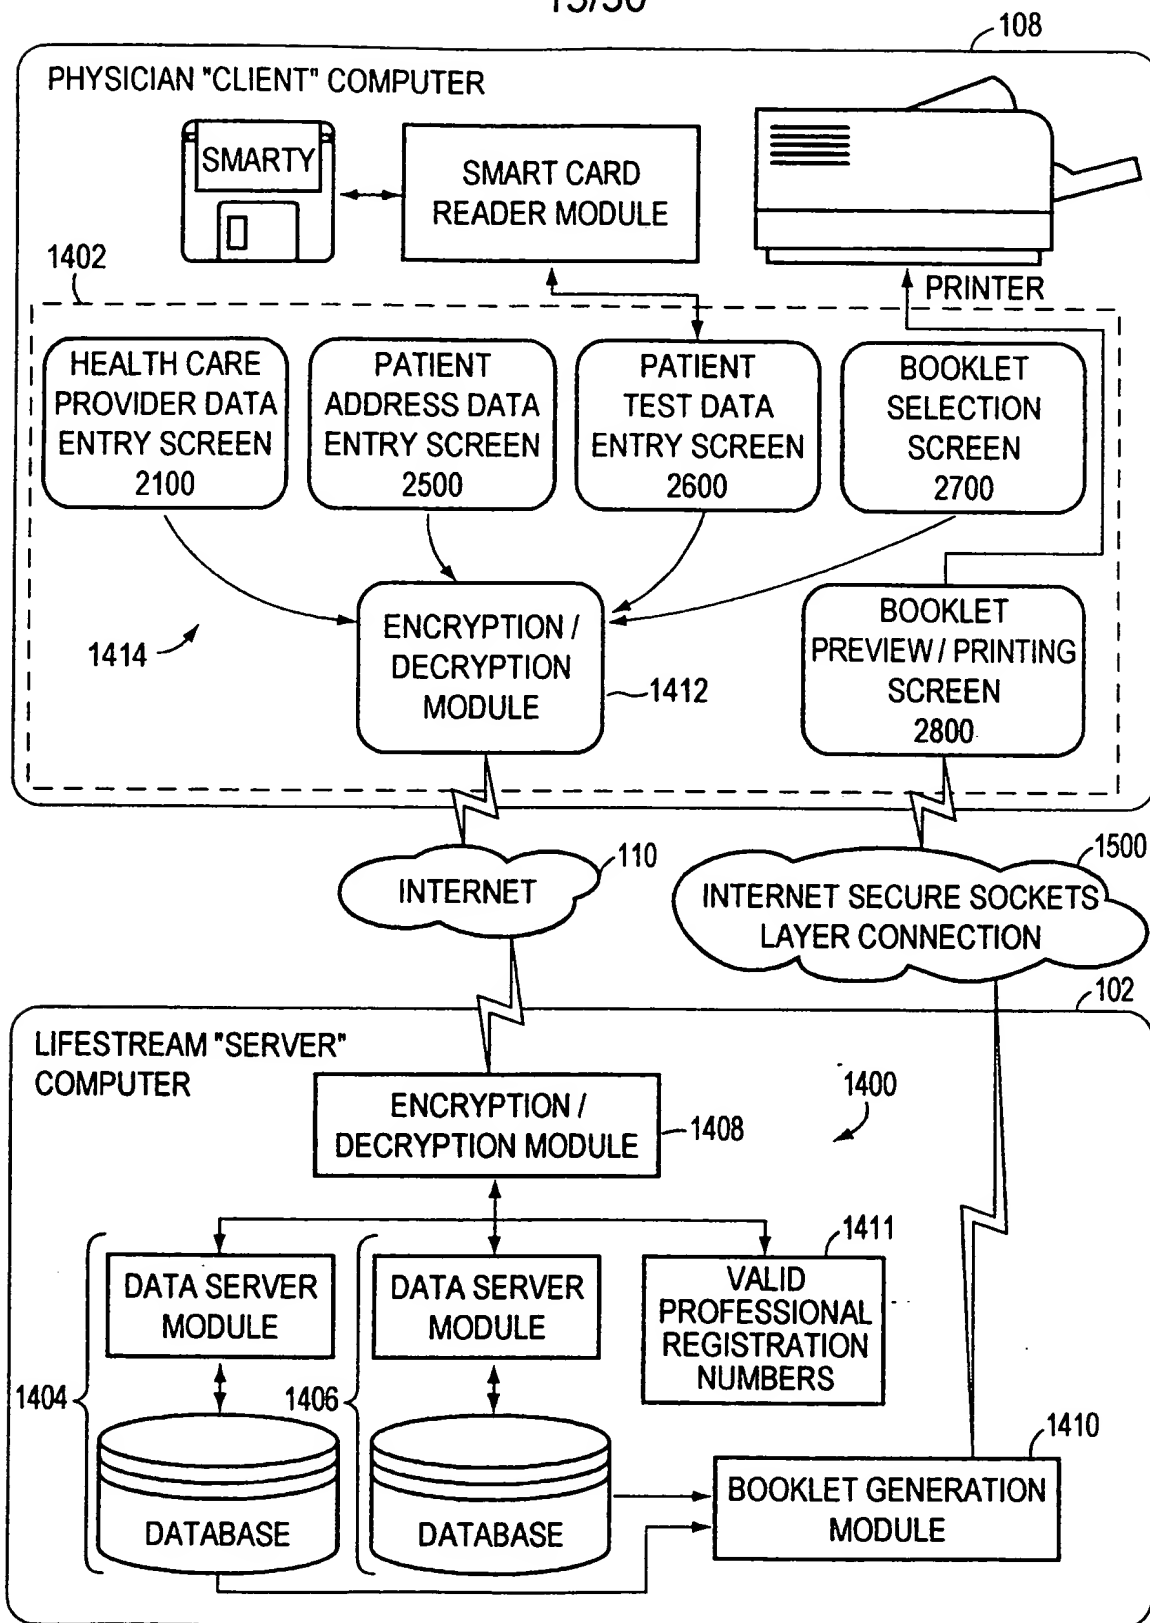 108
PHYSICIAN "CLIENT" COMPUTER
SMARTY
SMART CARD
READER MODULE
PRINTER
1402
HEALTH CARE
PROVIDER DATA
ENTRY SCREEN
2100
PATIENT
ADDRESS DATA
ENTRY SCREEN
2500
PATIENT
TEST DATA
ENTRY SCREEN
2600
BOOKLET
SELECTION
SCREEN
2700
1414
ENCRYPTION /
DECRYPTION
MODULE
1412
BOOKLET
PREVIEW / PRINTING
SCREEN
2800
INTERNET
110
INTERNET SECURE SOCKETS
LAYER CONNECTION
1500
102
LIFESTREAM "SERVER"
COMPUTER
ENCRYPTION /
DECRYPTION MODULE
1408
1400
1404
DATA SERVER
MODULE
DATABASE
1406
DATA SERVER
MODULE
DATABASE
1411
VALID
PROFESSIONAL
REGISTRATION
NUMBERS
1410
BOOKLET GENERATION
MODULE